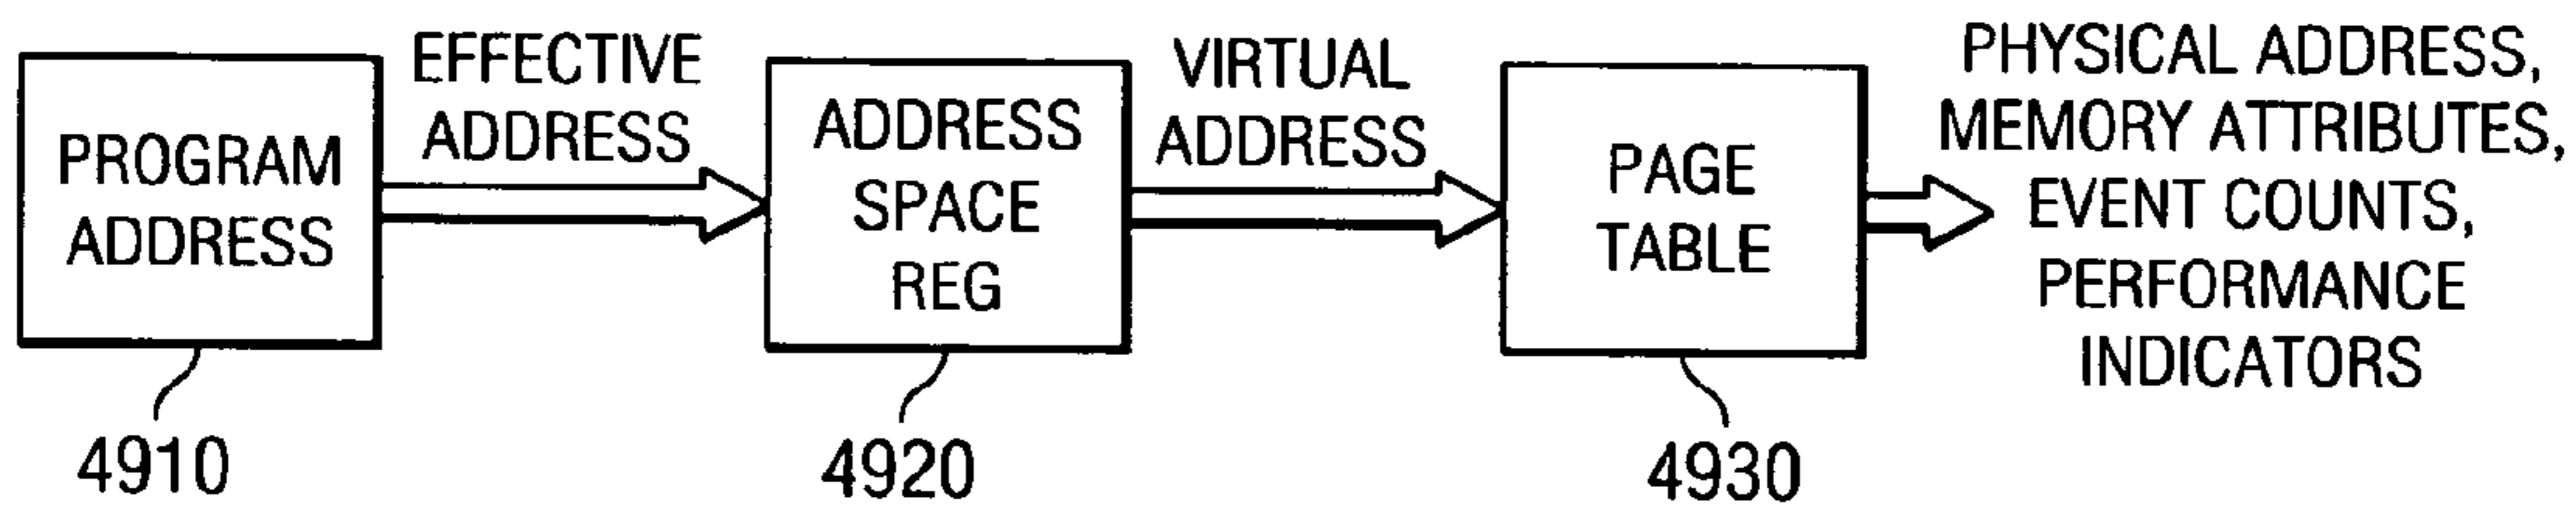 PROGRAM
ADDRESS
EFFECTIVE
ADDRESS
ADDRESS
SPACE
REG
VIRTUAL
ADDRESS
PAGE
TABLE
PHYSICAL ADDRESS,
MEMORY ATTRIBUTES,
EVENT COUNTS,
PERFORMANCE
INDICATORS
4910
4920
4930